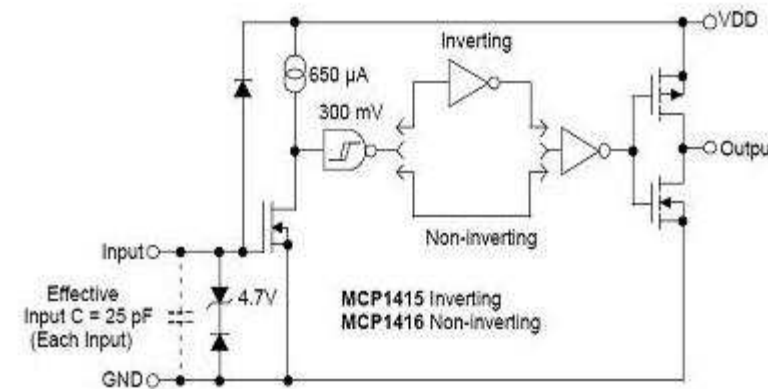 VDD
Inverting
650 µA
300 mV
Output
Non-inverting
Input
4.7V
Effective
Input C = 25 pF
(Each Input)
MCP1415 Inverting
MCP1416 Non-inverting
GND